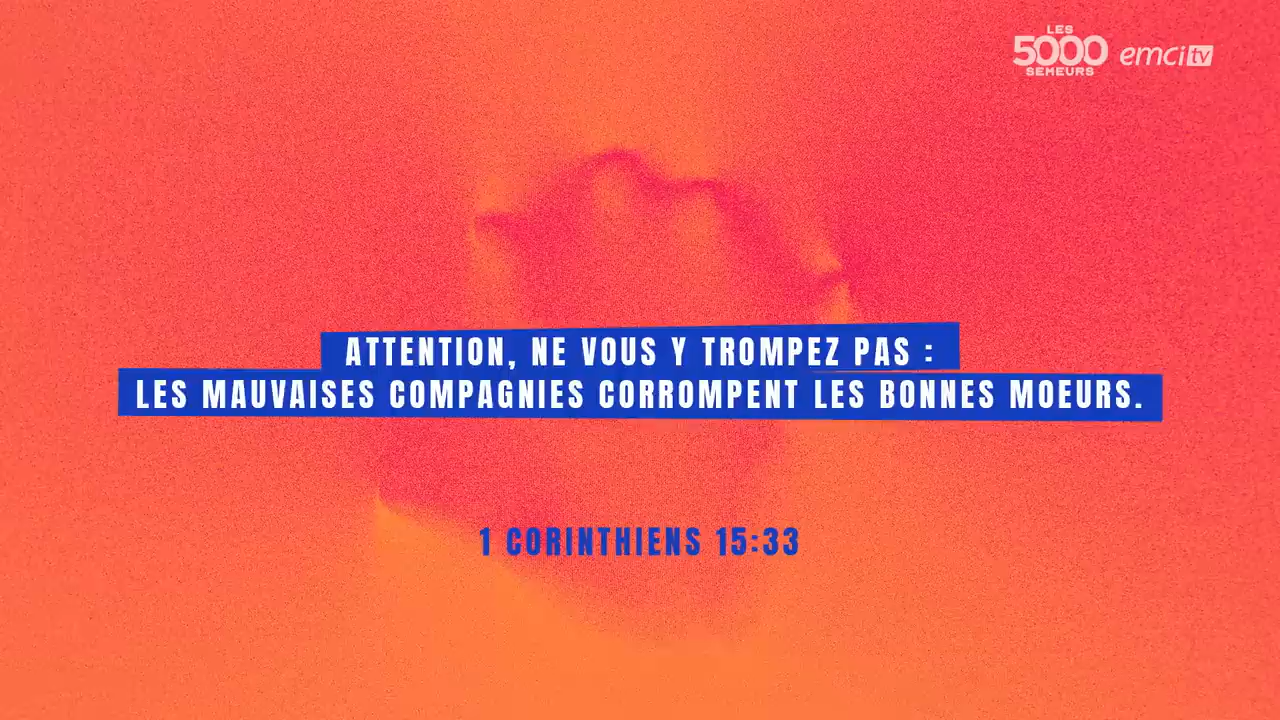 LES
5000
SEMEURS
emci tv
ATTENTION, NE VOUS Y TROMPEZ PAS :
LES MAUVAISES COMPAGNIES CORROMPENT LES BONNES MOEURS.
1 CORINTHIENS 15:33